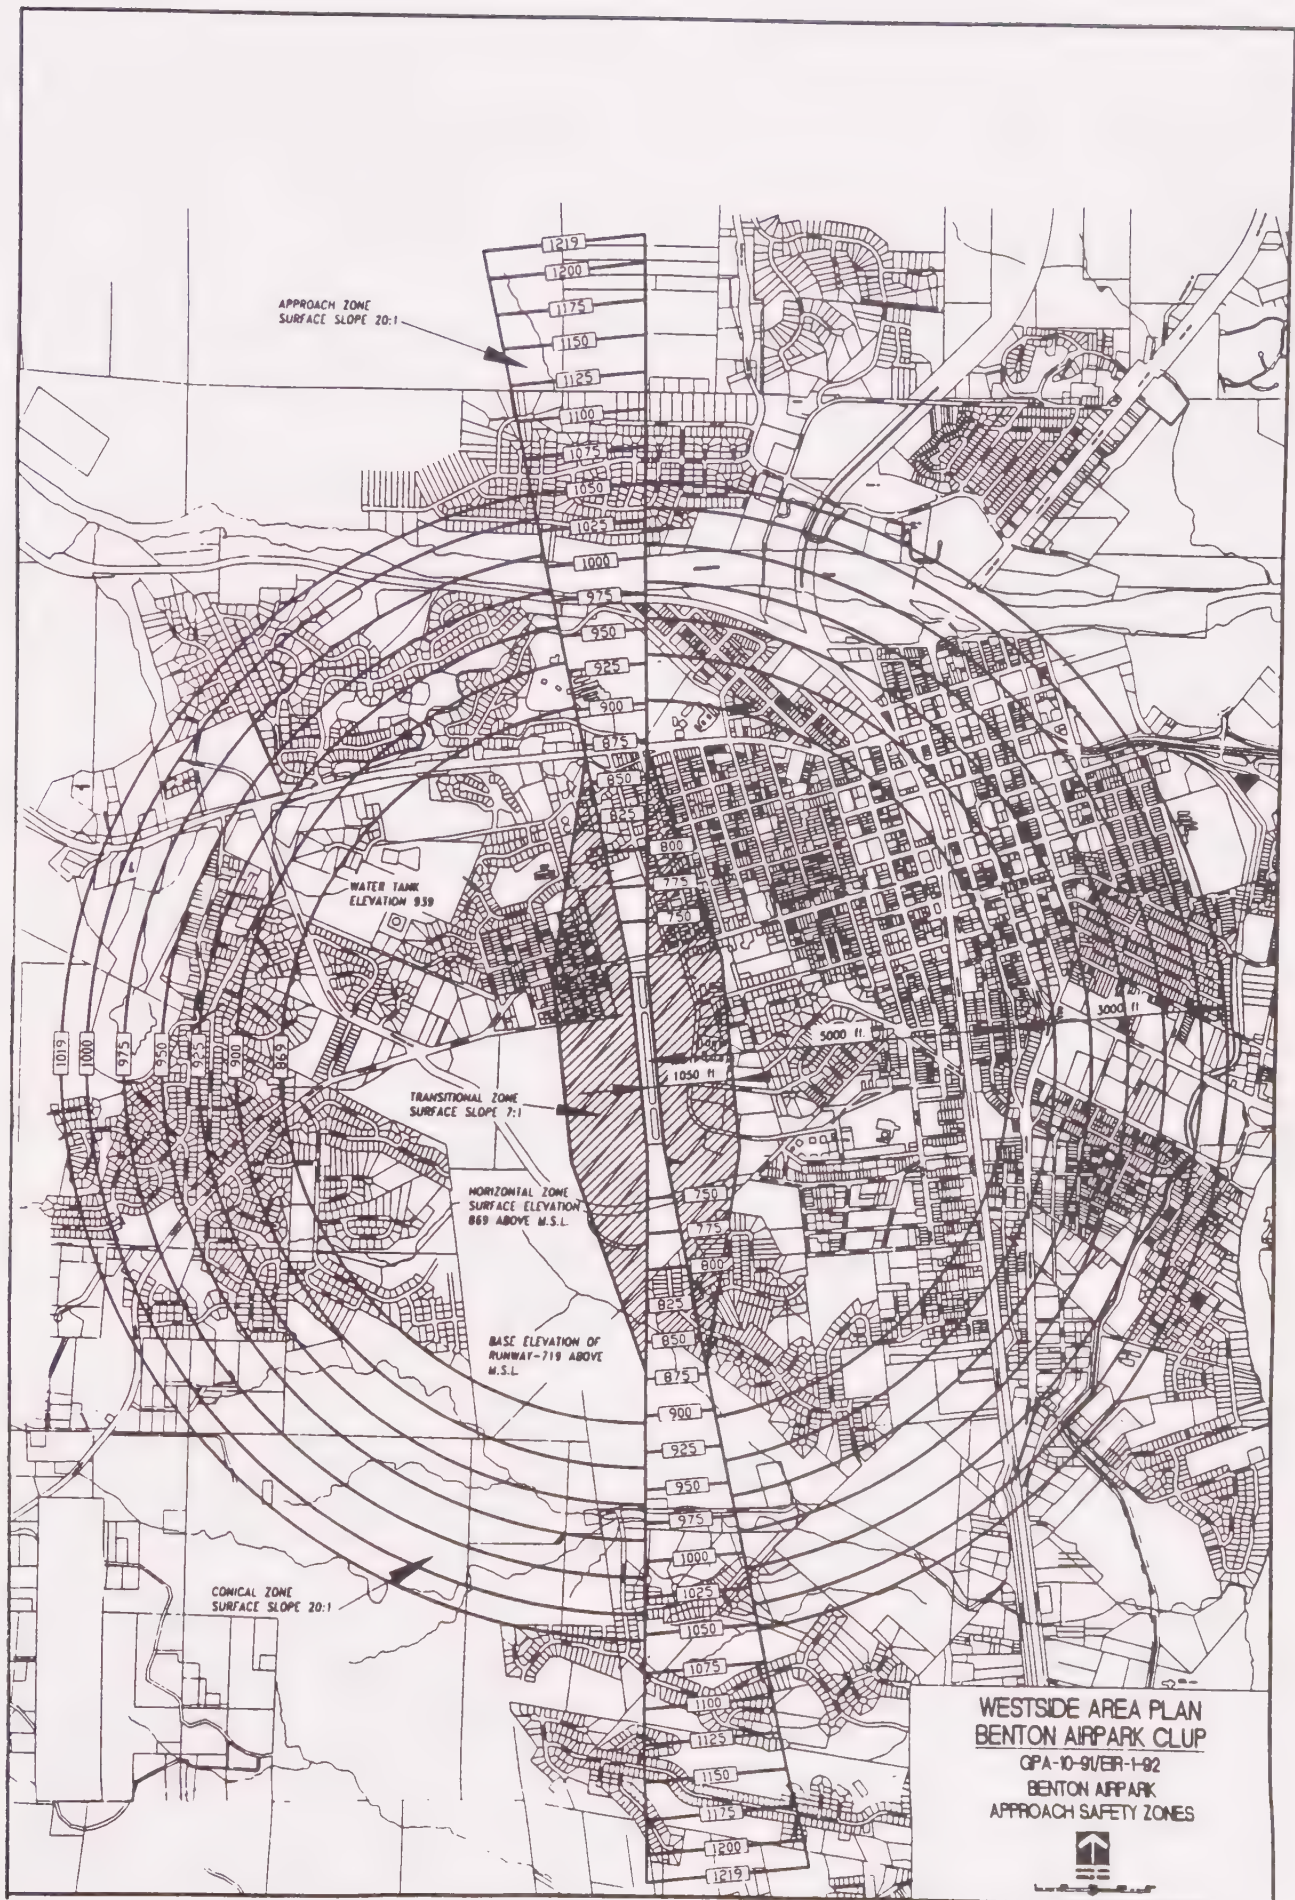 1219
1200
APPROACH ZONE
SURFACE SLOPE 20:1
1175
1150
1125
1100
1075
1050
1025
1000
975
950
925
900
875
850
825
800
775
750
WATER TANK
ELEVATION 939
1019
1000
975
950
925
900
869
3000 ft
5000 ft.
1050 ft
TRANSITIONAL ZONE
SURFACE SLOPE 7:1
HORIZONTAL ZONE
SURFACE ELEVATION
869 ABOVE M.S.L.
750
775
800
825
850
BASE ELEVATION OF
RUNWAY-719 ABOVE
M.S.L.
875
900
925
950
975
1000
1025
CONICAL ZONE
SURFACE SLOPE 20:1
1050
1075
1100
1125
1150
1175
1200
1219
WESTSIDE AREA PLAN
BENTON AIRPARK CLUP
GPA-10-91/EIR-1-92
BENTON AIRPARK
APPROACH SAFETY ZONES